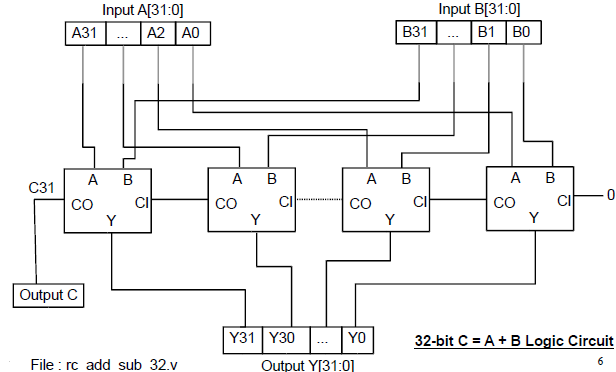 Input A[31:0] Input B[31:0]
A31 ... A2 A0 B31 ... B1 B0
A B A B A B A B
C31 CO CI CO CI CO CI CO CI 0
Y Y Y Y
Output C
Y31 Y30 ... Y0
32-bit C = A + B Logic Circuit
File : rc_add_sub_32.v Output Y[31:0] 6